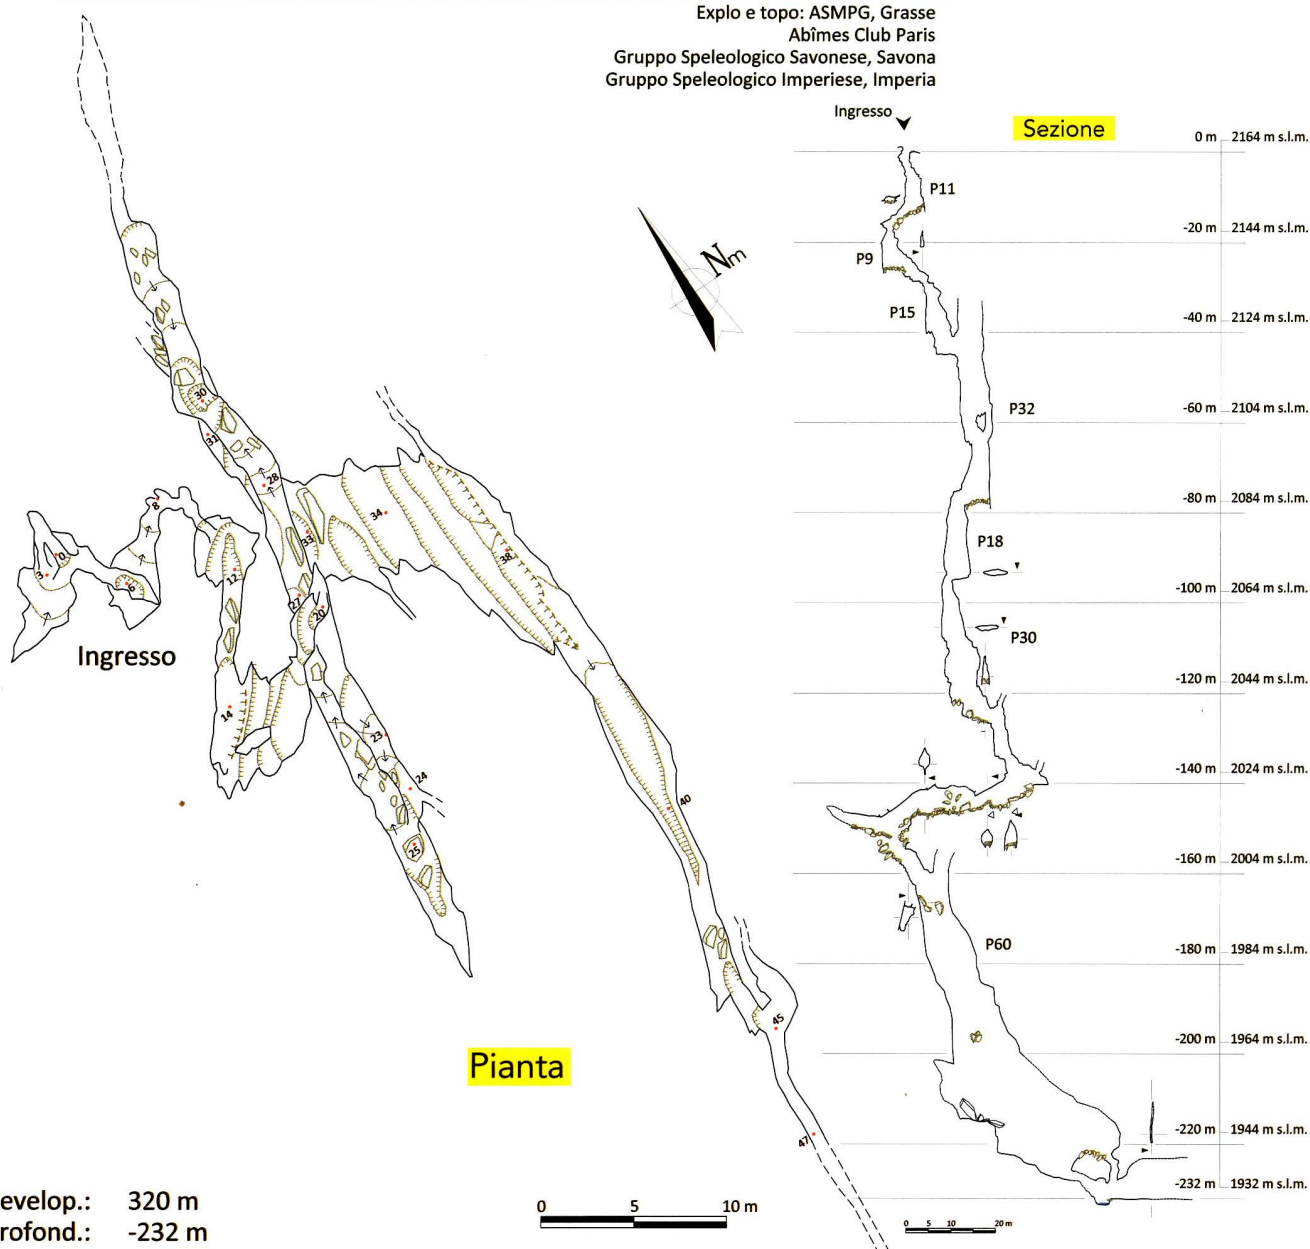 Explo e topo: ASMPG, Grasse
Abîmes Club Paris
Gruppo Speleologico Savonese, Savona
Gruppo Speleologico Imperiese, Imperia
Ingresso
Sezione
0 m 2164 m s.l.m.
P11
-20 m 2144 m s.l.m.
P9
P15
-40 m 2124 m s.l.m.
P32
-60 m 2104 m s.l.m.
-80 m 2084 m s.l.m.
P18
-100 m 2064 m s.l.m.
P30
-120 m 2044 m s.l.m.
-140 m 2024 m s.l.m.
-160 m 2004 m s.l.m.
P60
-180 m 1984 m s.l.m.
-200 m 1964 m s.l.m.
-220 m 1944 m s.l.m.
-232 m 1932 m s.l.m.
0 5 10 20 m
Nm
30
31
28
8
34
33
38
0
3
6
12
27
20
Ingresso
14
23
24
40
25
45
47
Pianta
evelop.: 320 m
rofond.: -232 m
0 5 10 m